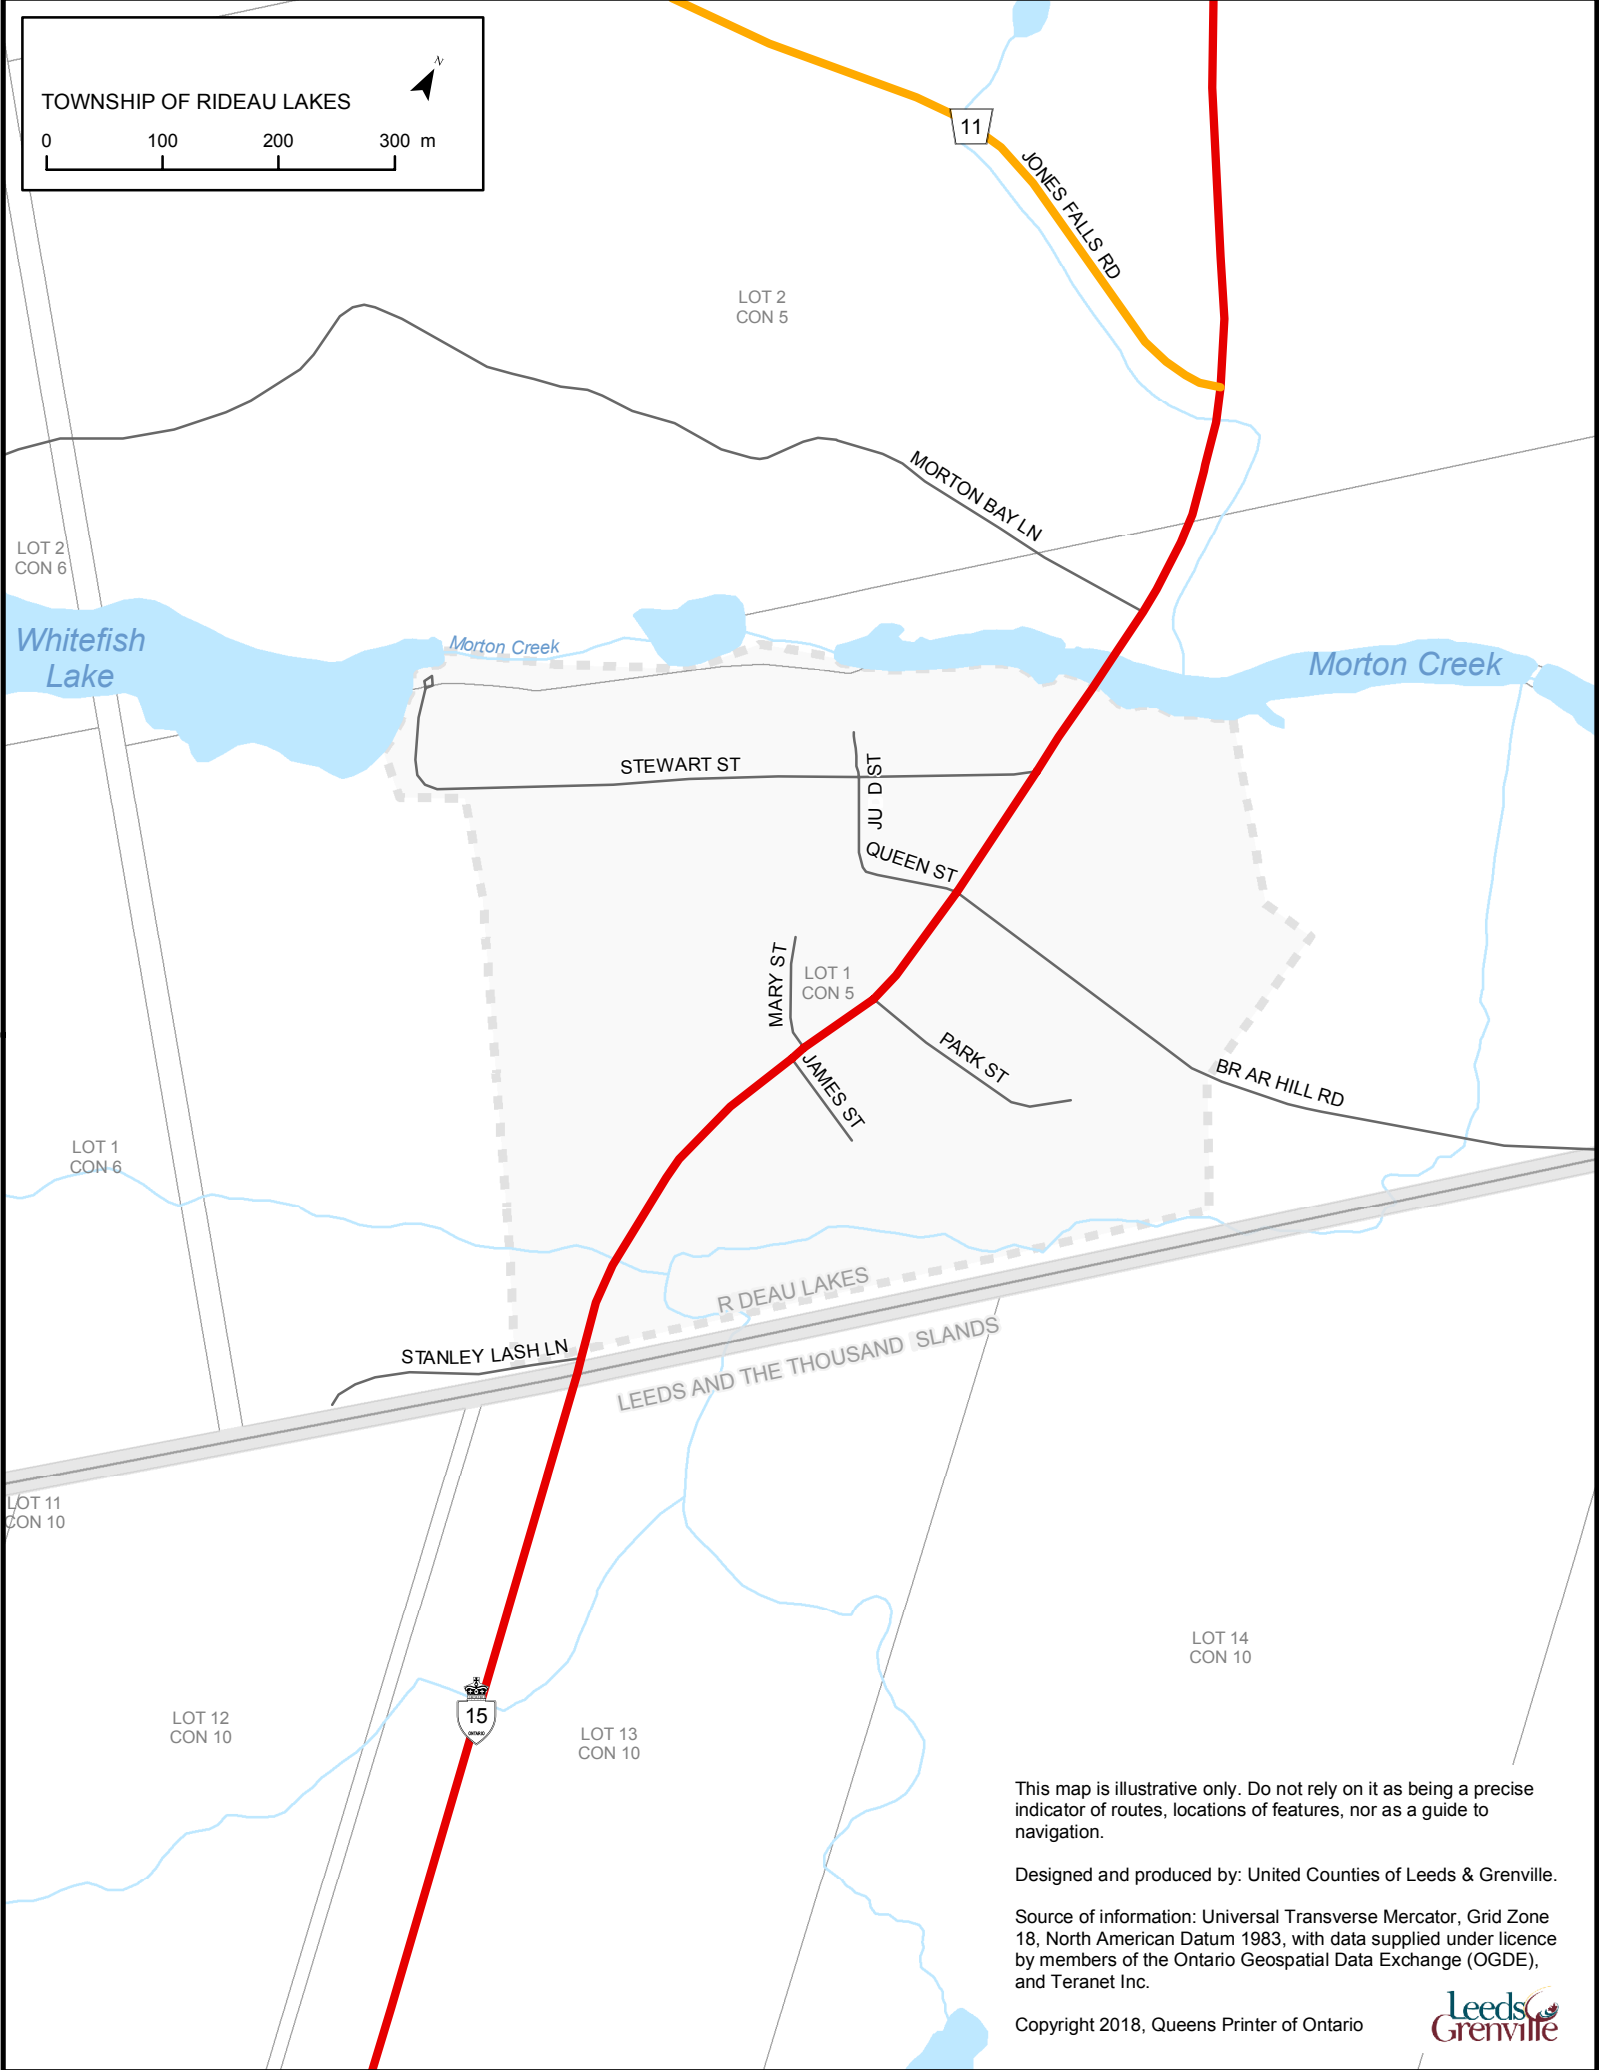 N
TOWNSHIP OF RIDEAU LAKES
0 100 200 300 m
11
JONES FALLS RD
LOT 2
CON 5
MORTON BAY LN
LOT 2
CON 6
Whitefish
Lake
Morton Creek
Morton Creek
STEWART ST
JU D ST
QUEEN ST
MARY ST
LOT 1
CON 5
PARK ST
JAMES ST
BR AR HILL RD
LOT 1
CON 6
R DEAU LAKES
LEEDS AND THE THOUSAND SLANDS
STANLEY LASH LN
LOT 11
CON 10
LOT 14
CON 10
15
ONTARIO
LOT 12
CON 10
LOT 13
CON 10
This map is illustrative only. Do not rely on it as being a precise
indicator of routes, locations of features, nor as a guide to
navigation.
Designed and produced by: United Counties of Leeds & Grenville.
Source of information: Universal Transverse Mercator, Grid Zone
18, North American Datum 1983, with data supplied under licence
by members of the Ontario Geospatial Data Exchange (OGDE),
and Teranet Inc.
Copyright 2018, Queens Printer of Ontario
Leeds
Grenville